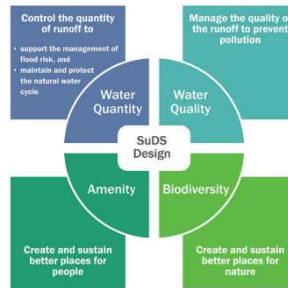 Control the quantity
of runoff to
• support the management of
flood risk, and
• maintain and protect
the natural water
cycle
Manage the quality of
the runoff to prevent
pollution
Water
Quantity
Water
Quality
SuDS
Design
Amenity
Biodiversity
Create and sustain
better places for
people
Create and sustain
better places for
nature